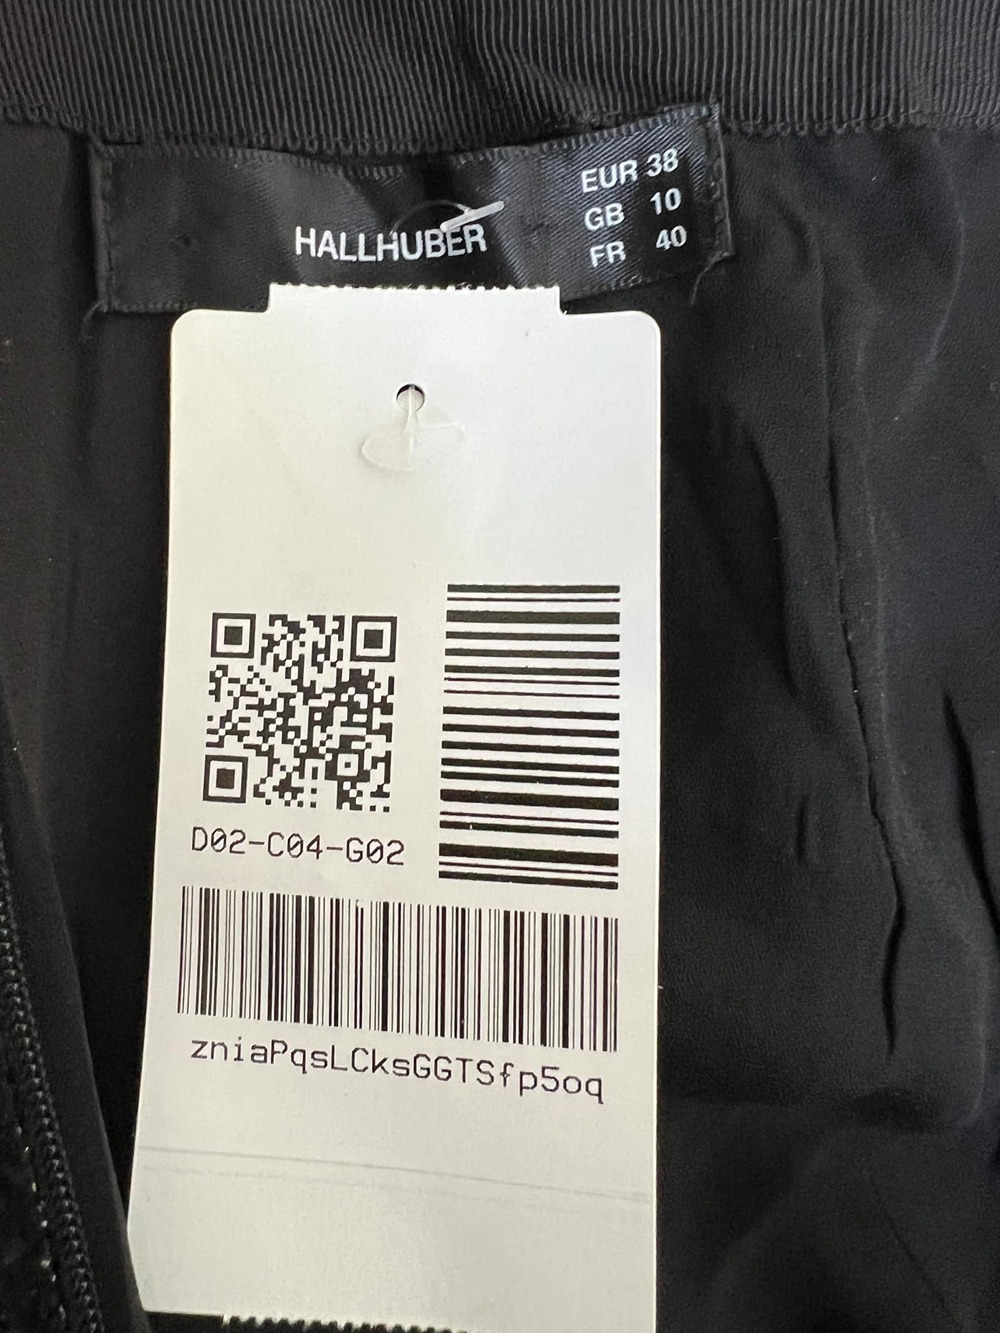 HALLHUBER
EUR 38
GB 10
FR 40
D02-C04-G02
zniaPqsLCksGGTSfp5oq